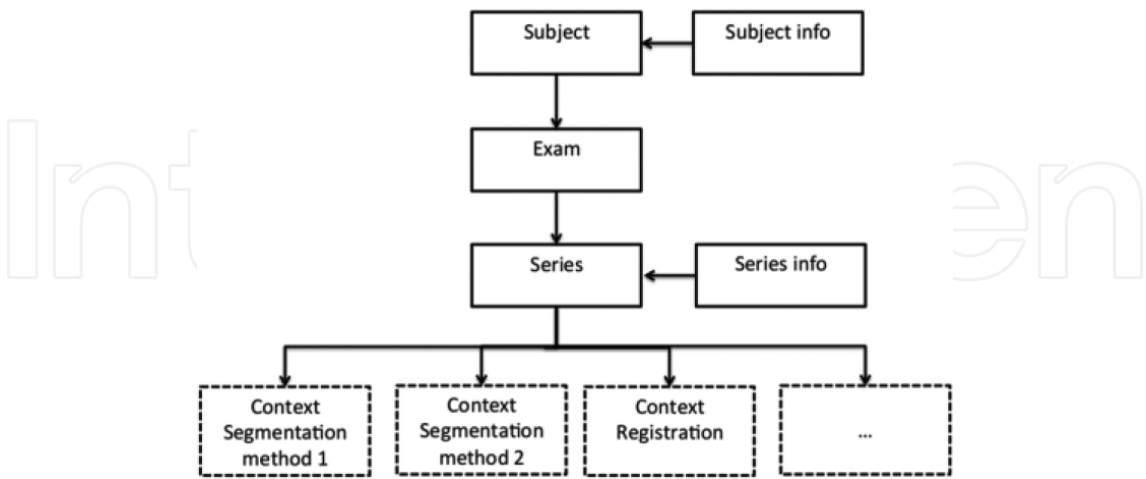 Subject
Subject info
Exam
Series
Series info
Context
Segmentation
method 1
Context
Segmentation
method 2
Context
Registration
...